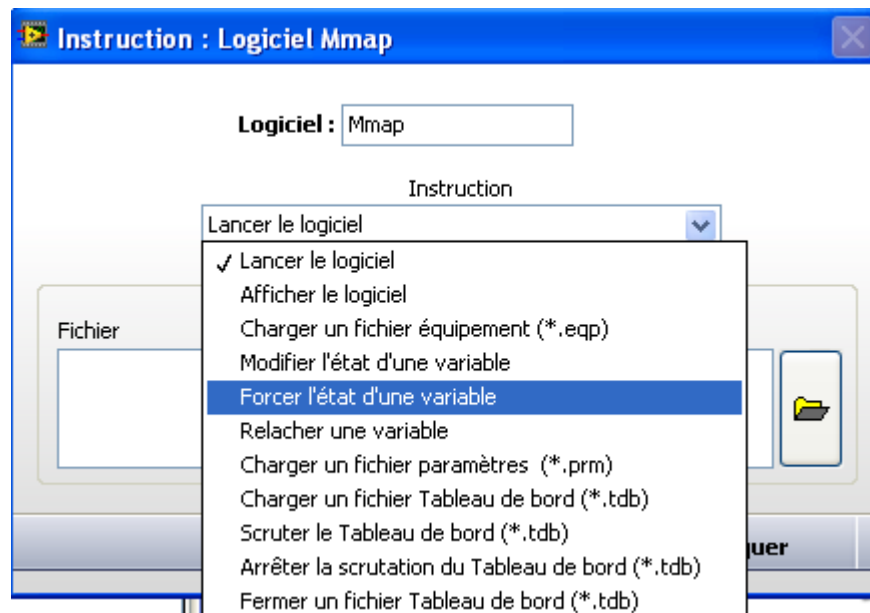 Instruction : Logiciel Mmap
Logiciel : Mmap
Instruction
Lancer le logiciel
✓ Lancer le logiciel
Afficher le logiciel
Charger un fichier équipement (*.eqp)
Fichier
Modifier l'état d'une variable
Forcer l'état d'une variable
Relacher une variable
Charger un fichier paramètres (*.prm)
Charger un fichier Tableau de bord (*.tdb)
Scruter le Tableau de bord (*.tdb)
Arrêter la scrutation du Tableau de bord (*.tdb)
Fermer un fichier Tableau de bord (*.tdb)